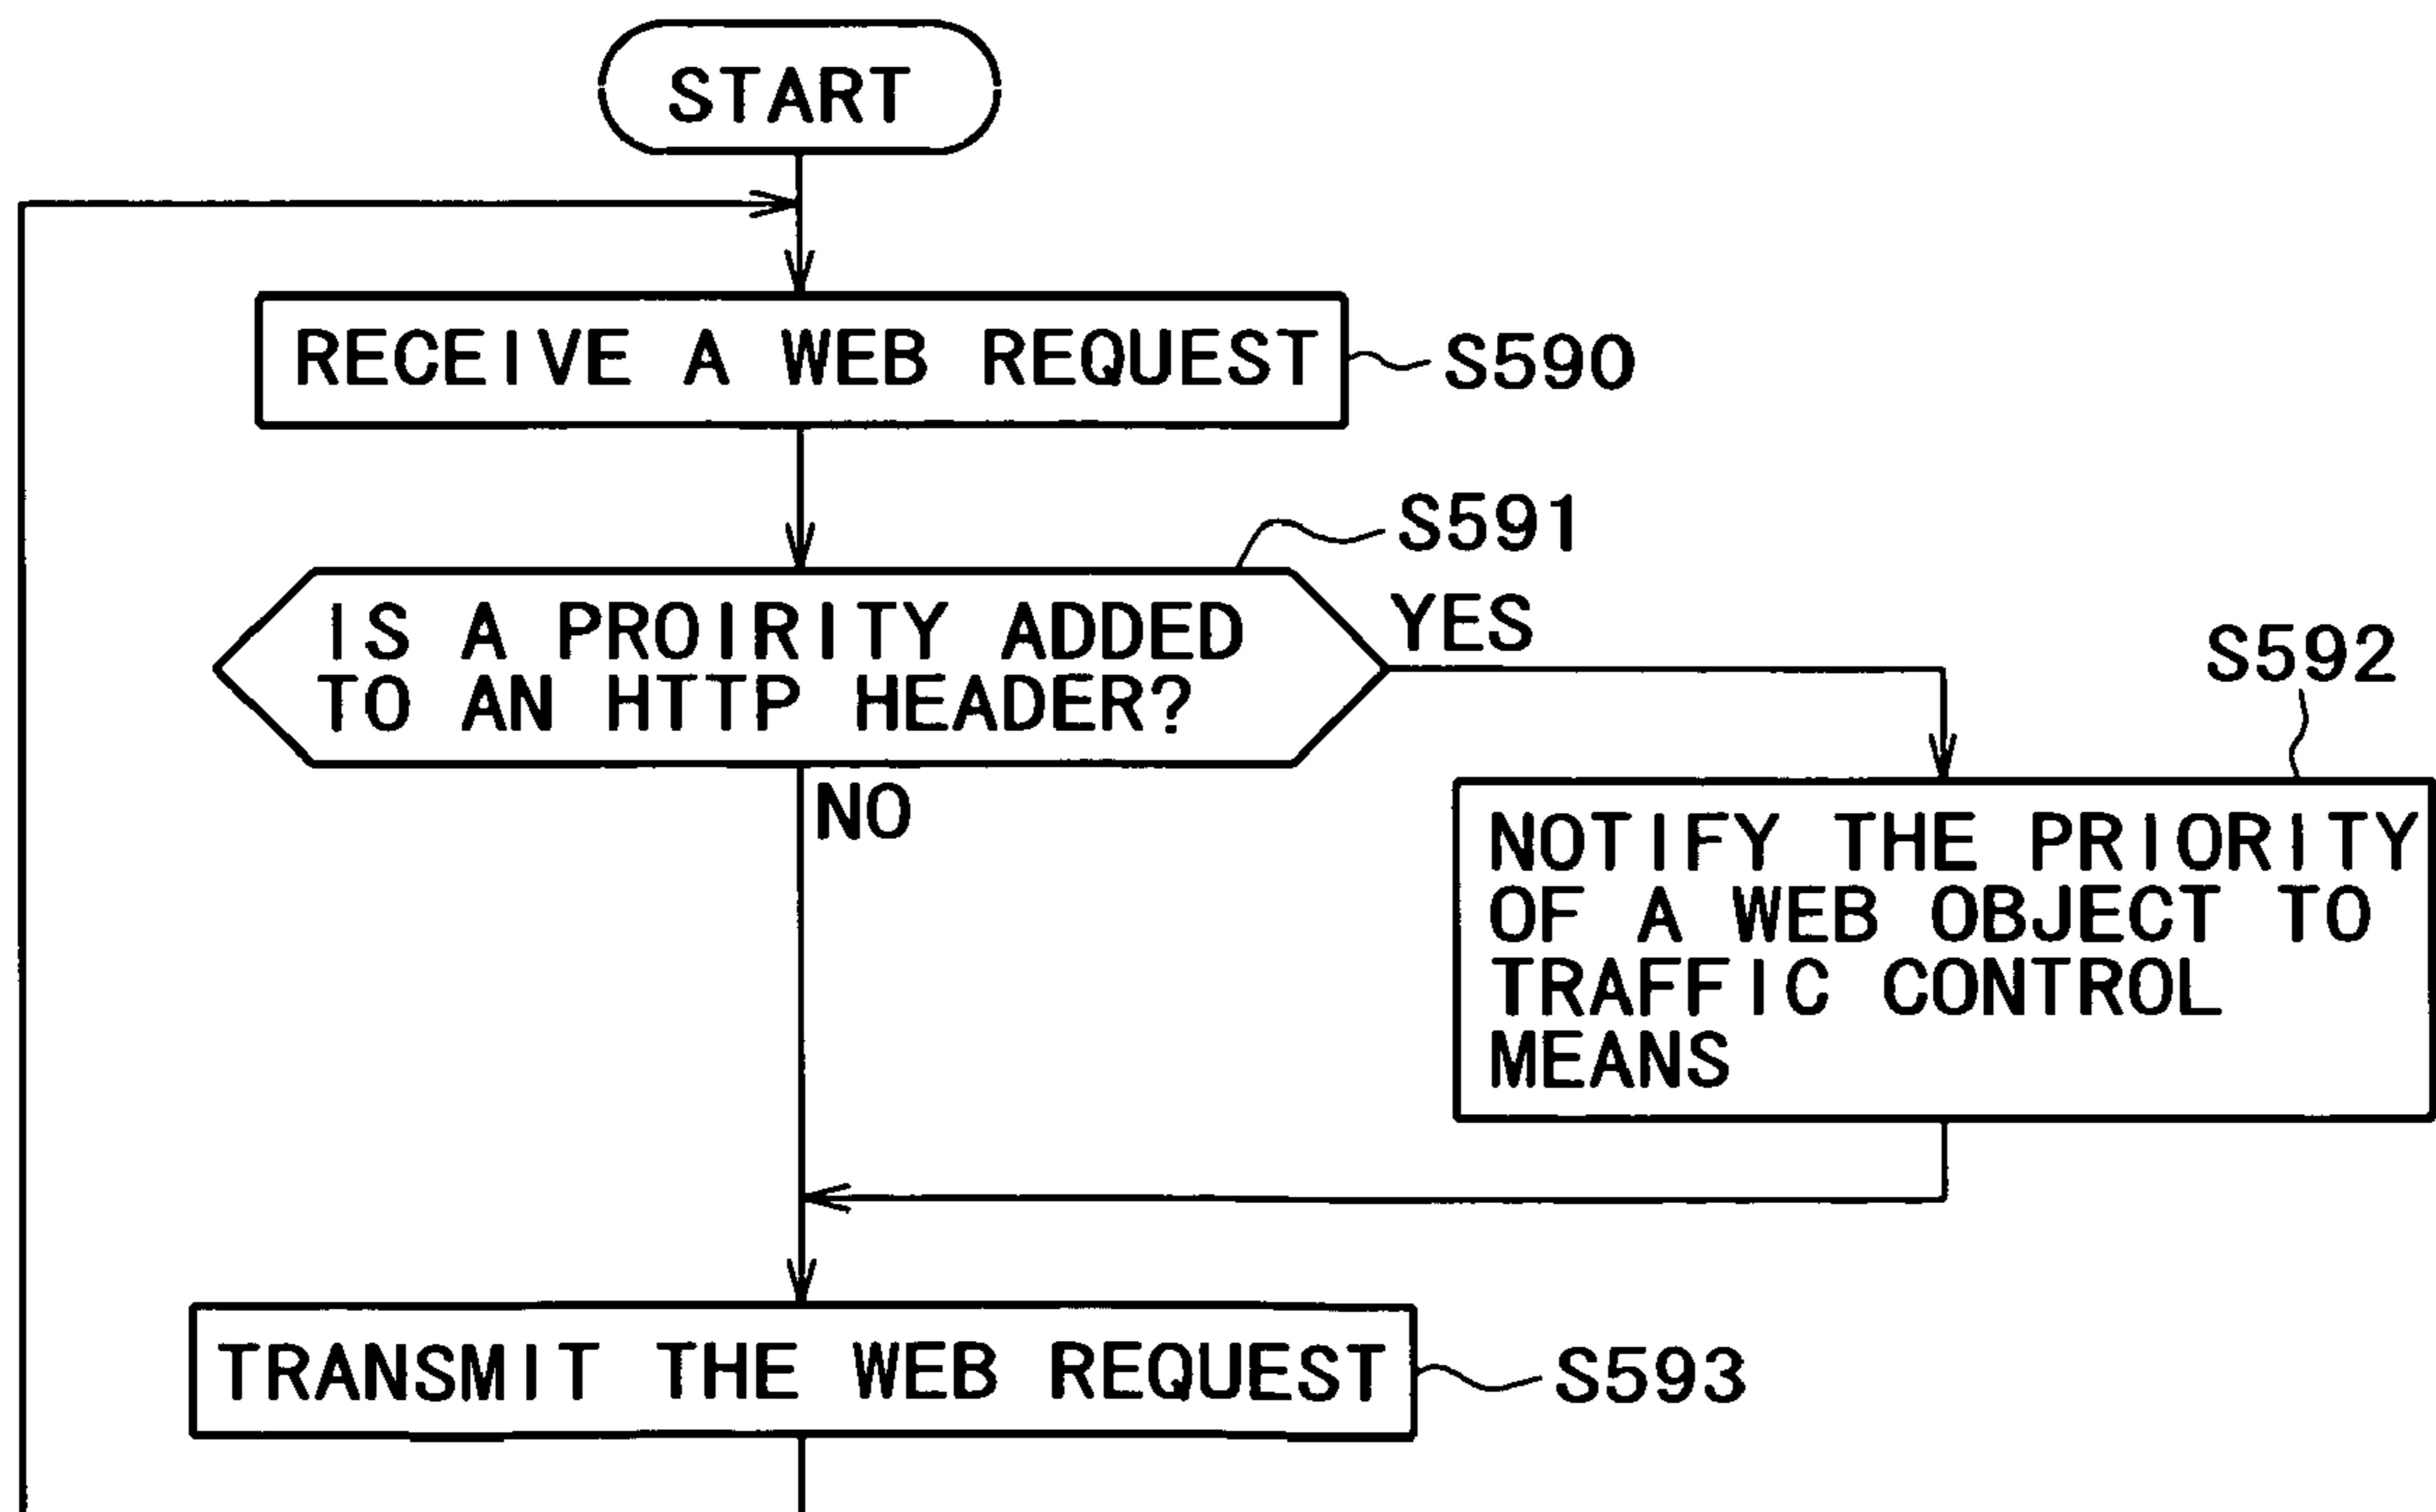 START
RECEIVE A WEB REQUEST
S590
S591
IS A PROIRITY ADDED
TO AN HTTP HEADER?
YES
S592
NO
NOTIFY THE PRIORITY
OF A WEB OBJECT TO
TRAFFIC CONTROL
MEANS
TRANSMIT THE WEB REQUEST
S593